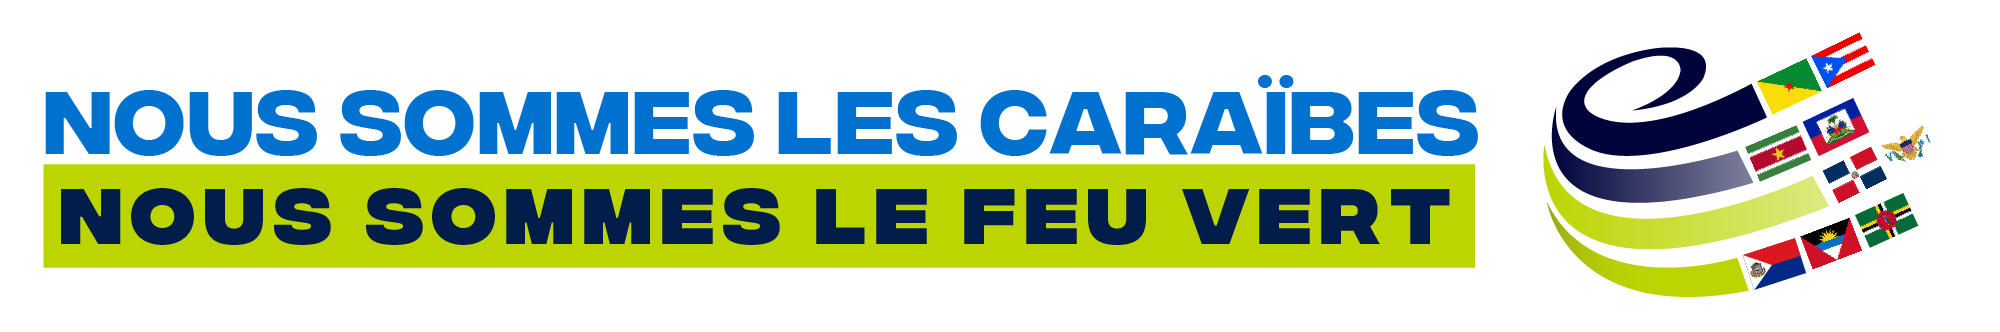 NOUS SOMMES LES CARAÏBES
NOUS SOMMES LE FEU VERT